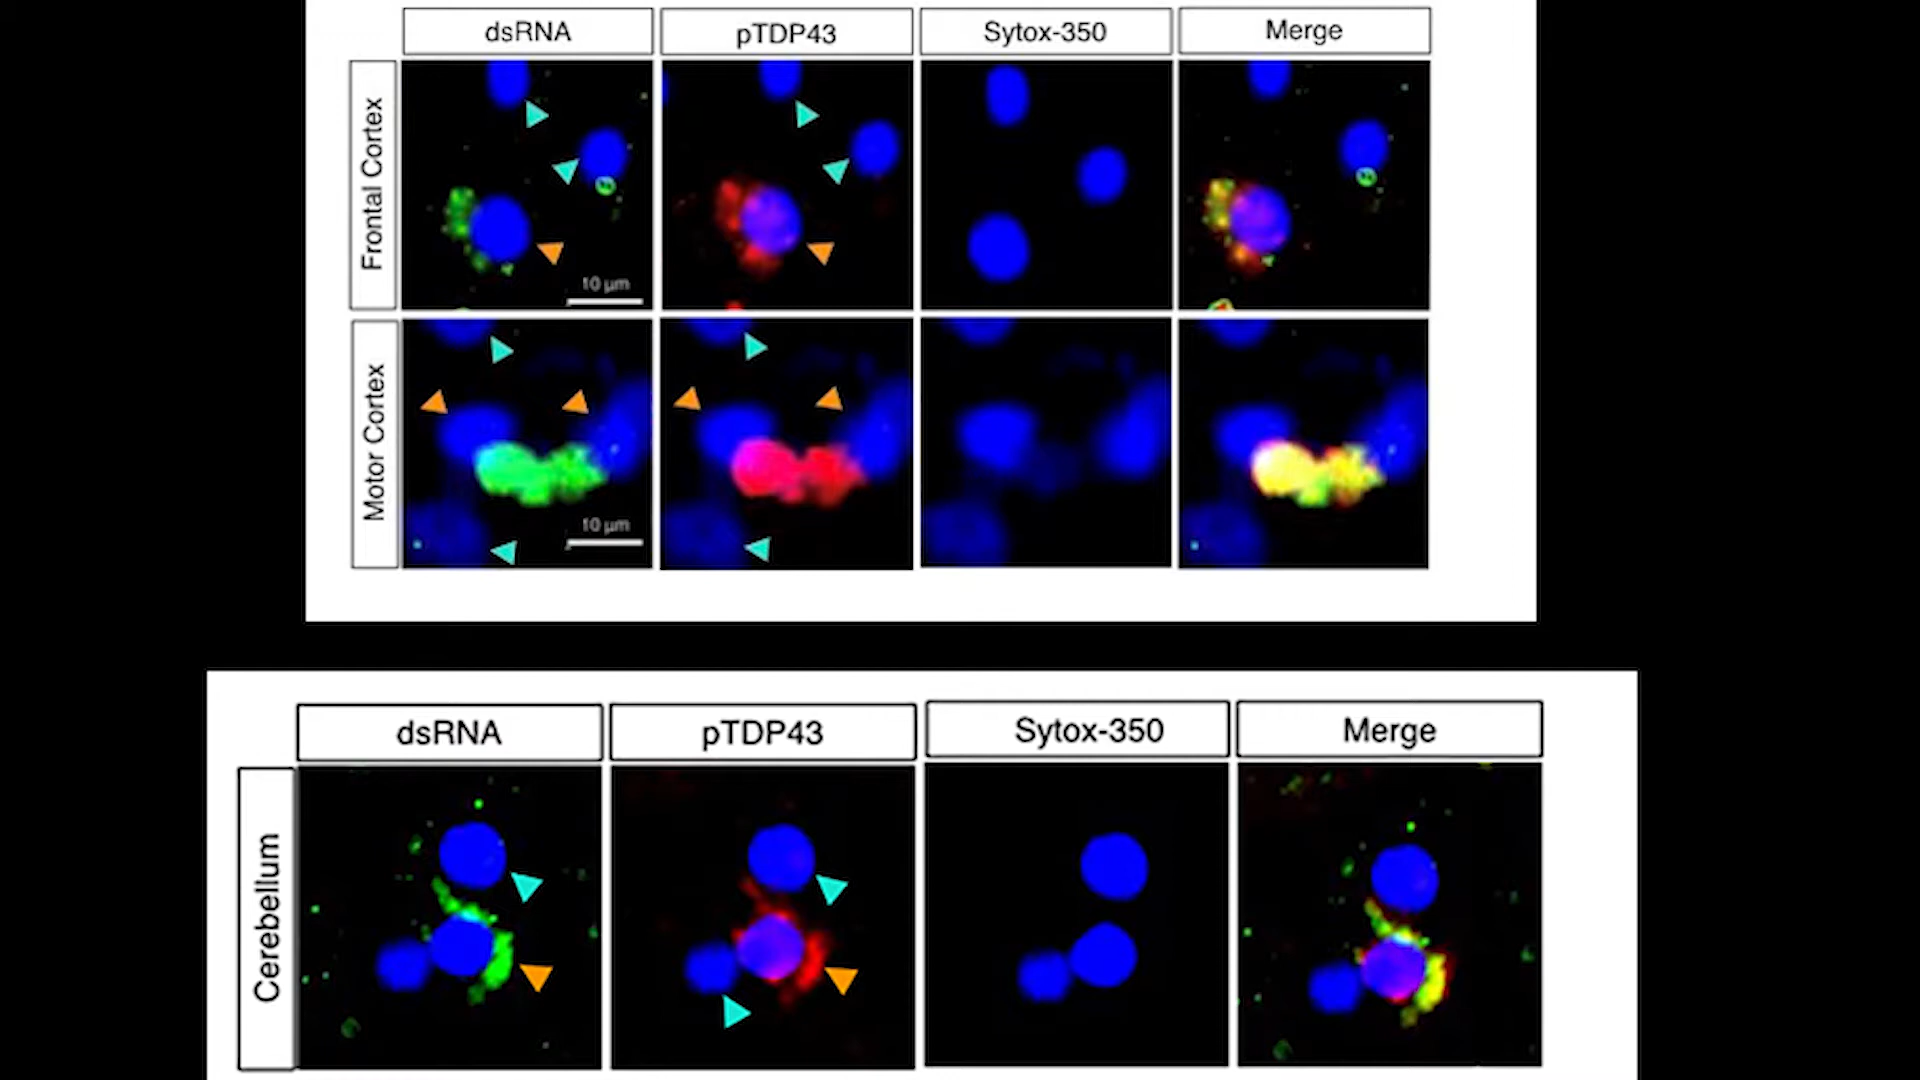 dsRNA
pTDP43
Sytox-350
Merge
Frontal Cortex
10 µm
Motor Cortex
10 µm
dsRNA
pTDP43
Sytox-350
Merge
Cerebellum